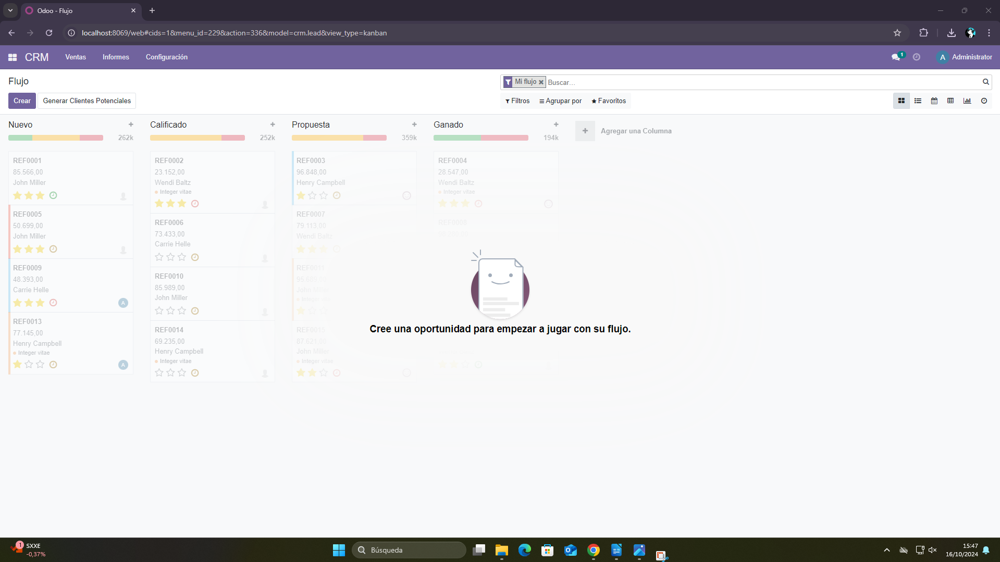 Odoo - Flujo
localhost:8069/web#cids=1&menu_id=229&action=336&model=crm.lead&view_type=kanban
CRM
Ventas
Informes
Configuración
1
A
Administrator
Flujo
Mi flujo
Buscar...
Crear
Generar Clientes Potenciales
Filtros
Agrupar por
Favoritos
Nuevo
262k
REF0001
85.566,00
John Miller
REF0005
50.699,00
John Miller
REF0009
48.393,00
Carrie Helle
A
REF0013
77.145,00
Henry Campbell
Integer vitae
A
Calificado
252k
REF0002
23.152,00
Wendi Baltz
Integer vitae
REF0006
73.433,00
Carrie Helle
REF0010
85.989,00
John Miller
REF0014
69.235,00
Henry Campbell
Integer vitae
Propuesta
359k
REF0003
96.848,00
Henry Campbell
REF0007
79.113,00
Wendi Baltz
REF0011
John Miller
Integer vitae
REF0015
87.621,00
John Miller
Integer vitae
Ganado
194k
REF0004
28.547,00
Wendi Baltz
Integer vitae
REF0008
Agregar una Columna
Cree una oportunidad para empezar a jugar con su flujo.
1
SXXE
-0,37%
Búsqueda
15:47
16/10/2024